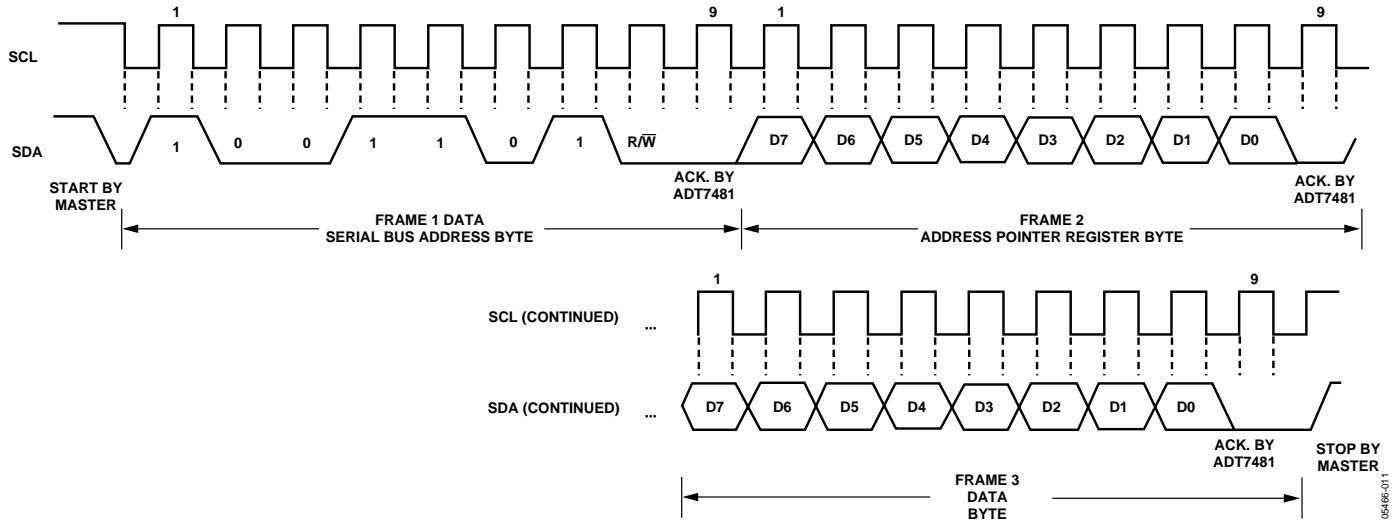 1 9 1 9
SCL
SDA
1 0 0 1 1 0 1 R/W̅ D7 D6 D5 D4 D3 D2 D1 D0
START BY
MASTER
ACK. BY
ADT7481
ACK. BY
ADT7481
FRAME 1 DATA
SERIAL BUS ADDRESS BYTE
FRAME 2
ADDRESS POINTER REGISTER BYTE
1 9
SCL (CONTINUED) ...
SDA (CONTINUED) ... D7 D6 D5 D4 D3 D2 D1 D0
ACK. BY
ADT7481
STOP BY
MASTER
FRAME 3
DATA
BYTE
05466-011